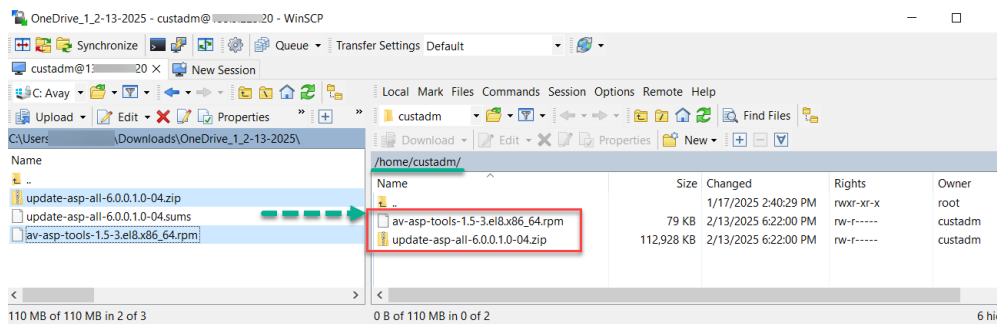 OneDrive_1_2-13-2025 - custadm@ 20 - WinSCP
Synchronize Queue Transfer Settings Default
custadm@1 20 × New Session
C: Avay Local Mark Files Commands Session Options Remote Help
Upload Edit Properties » + » custadm Find Files
Download Edit Properties New
C:\Users \Downloads\OneDrive_1_2-13-2025\ /home/custadm/
Name Name Size Changed Rights Owner
.. .. 1/17/2025 2:40:29 PM rwxr-xr-x root
update-asp-all-6.0.0.1.0-04.zip
update-asp-all-6.0.0.1.0-04.sums av-asp-tools-1.5-3.el8.x86_64.rpm 79 KB 2/13/2025 6:22:00 PM rw-r----- custadm
av-asp-tools-1.5-3.el8.x86_64.rpm update-asp-all-6.0.0.1.0-04.zip 112,928 KB 2/13/2025 6:22:00 PM rw-r----- custadm
110 MB of 110 MB in 2 of 3 0 B of 110 MB in 0 of 2 6 hi